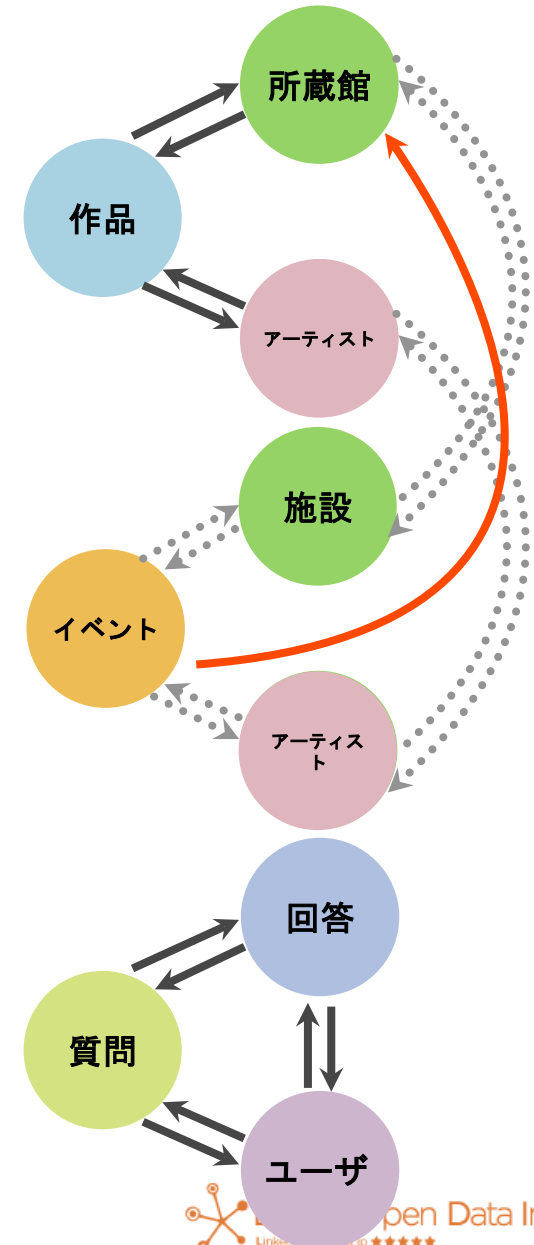 所蔵館
作品
アーティスト
施設
イベント
アーティス
ト
回答
質問
ユーザ
pen Data In